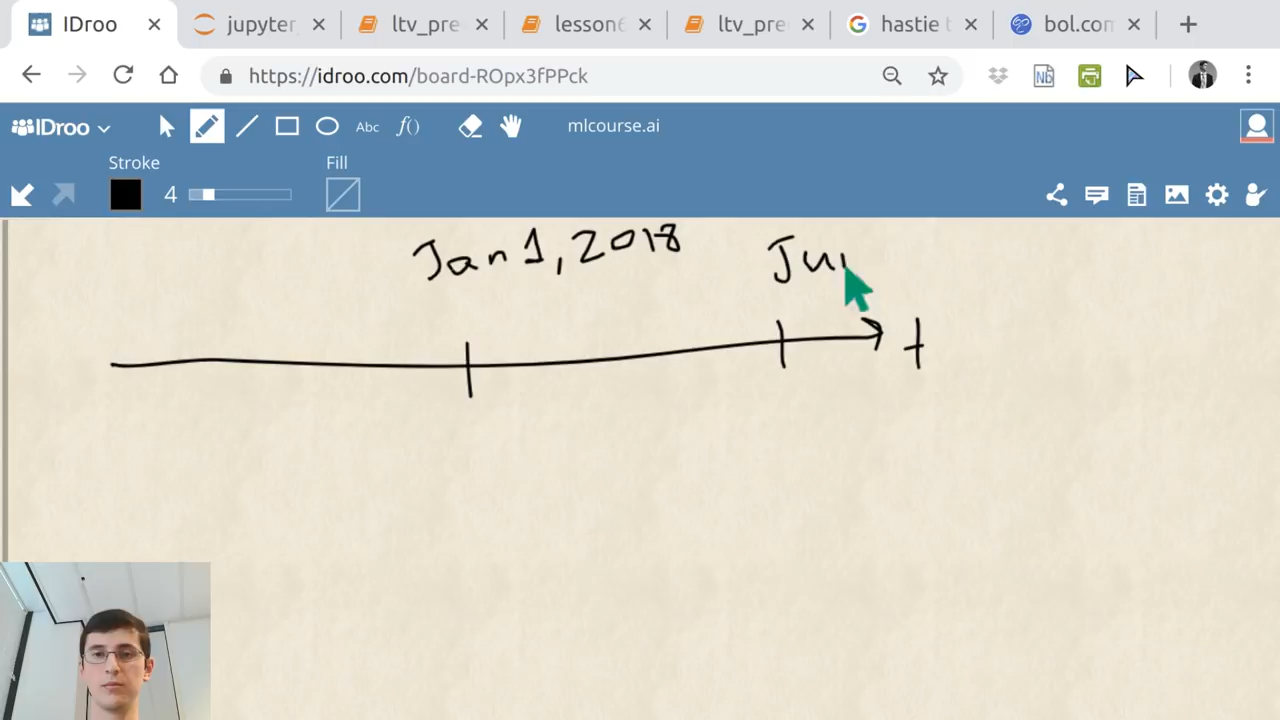 IDroo
jupyter
ltv_pre
lesson6
ltv_pre
hastie b
bol.com
https://idroo.com/board-ROpx3fPPck
IDroo
Abc
f()
mlcourse.ai
Stroke
Fill
4
Jan 1, 2018
t